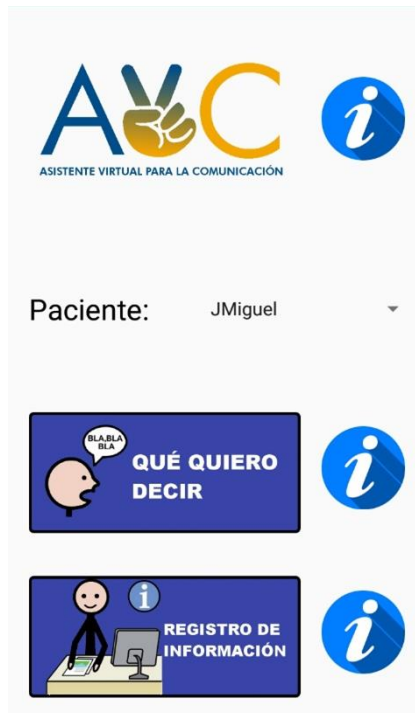 AVC
ASISTENTE VIRTUAL PARA LA COMUNICACIÓN
i
Paciente: JMiguel
BLA,BLA
BLA
QUÉ QUIERO
DECIR
i
i
REGISTRO DE
INFORMACIÓN
i